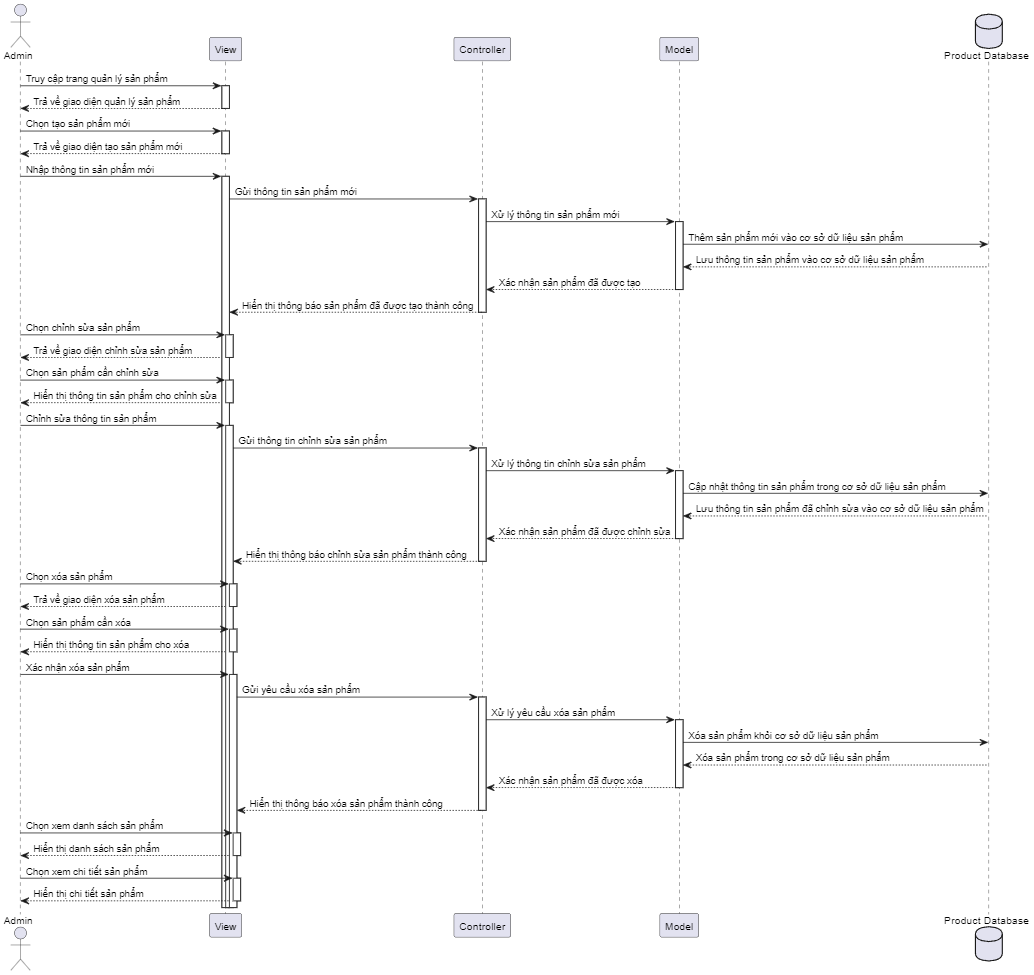 Admin
View
Controller
Model
Product Database
Truy cập trang quản lý sản phẩm
Trả về giao diện quản lý sản phẩm
Chọn tạo sản phẩm mới
Trả về giao diện tạo sản phẩm mới
Nhập thông tin sản phẩm mới
Gửi thông tin sản phẩm mới
Xử lý thông tin sản phẩm mới
Thêm sản phẩm mới vào cơ sở dữ liệu sản phẩm
Lưu thông tin sản phẩm vào cơ sở dữ liệu sản phẩm
Xác nhận sản phẩm đã được tạo
Hiển thị thông báo sản phẩm đã được tạo thành công
Chọn chỉnh sửa sản phẩm
Trả về giao diện chỉnh sửa sản phẩm
Chọn sản phẩm cần chỉnh sửa
Hiển thị thông tin sản phẩm cho chỉnh sửa
Chỉnh sửa thông tin sản phẩm
Gửi thông tin chỉnh sửa sản phẩm
Xử lý thông tin chỉnh sửa sản phẩm
Cập nhật thông tin sản phẩm trong cơ sở dữ liệu sản phẩm
Lưu thông tin sản phẩm đã chỉnh sửa vào cơ sở dữ liệu sản phẩm
Xác nhận sản phẩm đã được chỉnh sửa
Hiển thị thông báo chỉnh sửa sản phẩm thành công
Chọn xóa sản phẩm
Trả về giao diện xóa sản phẩm
Chọn sản phẩm cần xóa
Hiển thị thông tin sản phẩm cho xóa
Xác nhận xóa sản phẩm
Gửi yêu cầu xóa sản phẩm
Xử lý yêu cầu xóa sản phẩm
Xóa sản phẩm khỏi cơ sở dữ liệu sản phẩm
Xóa sản phẩm trong cơ sở dữ liệu sản phẩm
Xác nhận sản phẩm đã được xóa
Hiển thị thông báo xóa sản phẩm thành công
Chọn xem danh sách sản phẩm
Hiển thị danh sách sản phẩm
Chọn xem chi tiết sản phẩm
Hiển thị chi tiết sản phẩm
Admin
View
Controller
Model
Product Database